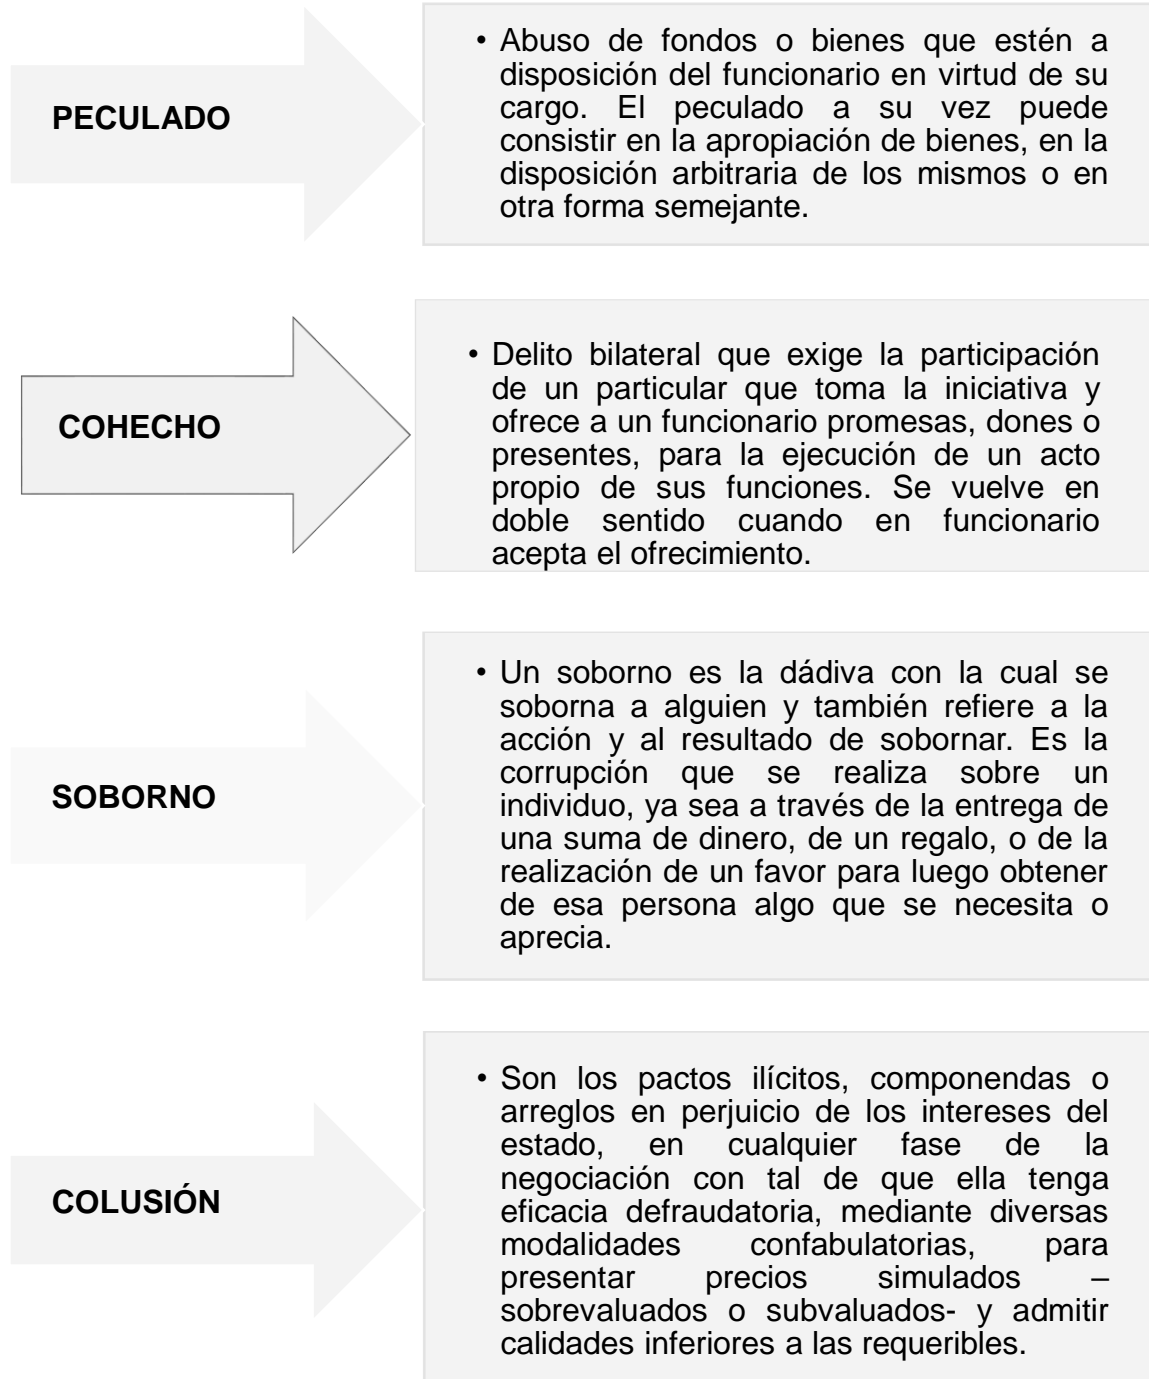 PECULADO
• Abuso de fondos o bienes que estén a
disposición del funcionario en virtud de su
cargo. El peculado a su vez puede
consistir en la apropiación de bienes, en la
disposición arbitraria de los mismos o en
otra forma semejante.
COHECHO
• Delito bilateral que exige la participación
de un particular que toma la iniciativa y
ofrece a un funcionario promesas, dones o
presentes, para la ejecución de un acto
propio de sus funciones. Se vuelve en
doble sentido cuando en funcionario
acepta el ofrecimiento.
SOBORNO
• Un soborno es la dádiva con la cual se
soborna a alguien y también refiere a la
acción y al resultado de sobornar. Es la
corrupción que se realiza sobre un
individuo, ya sea a través de la entrega de
una suma de dinero, de un regalo, o de la
realización de un favor para luego obtener
de esa persona algo que se necesita o
aprecia.
COLUSIÓN
• Son los pactos ilícitos, componendas o
arreglos en perjuicio de los intereses del
estado, en cualquier fase de la
negociación con tal de que ella tenga
eficacia defraudatoria, mediante diversas
modalidades confabulatorias, para
presentar precios simulados –
sobrevaluados o subvaluados- y admitir
calidades inferiores a las requeribles.